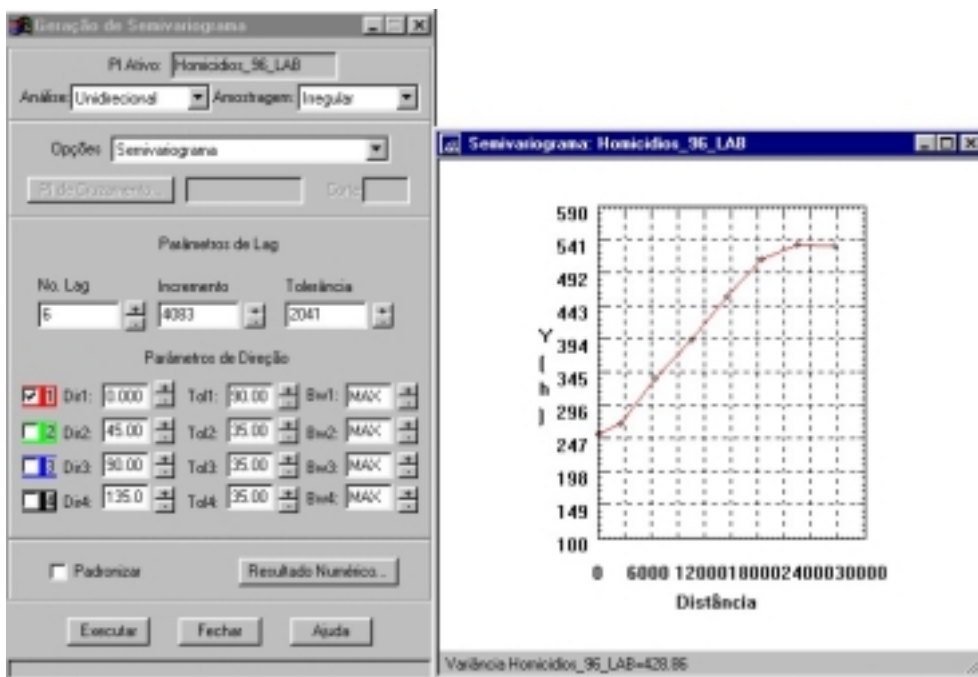 Geração de Semivariograma
PI Ativo: Homicidios_96_LAB
Análise: Unidirecional Amostragem: Irregular
Opções Semivariograma
PI de Cruzamento... Corte:
Parâmetros de Lag
No. Lag Incremento Tolerância
6 4083 2041
Parâmetros de Direção
1 Dir1: 0.000 Tol1: 90.00 Bw1: MAX
2 Dir2: 45.00 Tol2: 35.00 Bw2: MAX
3 Dir3: 90.00 Tol3: 35.00 Bw3: MAX
4 Dir4: 135.0 Tol4: 35.00 Bw4: MAX
Padronizar Resultado Numérico...
Executar Fechar Ajuda
Semivariograma: Homicidios_96_LAB
590
541
492
443
394
345
296
247
198
149
100
Y(h)
0 6000 12000 18000 24000 30000
Distância
Variância Homicidios_96_LAB=428.86